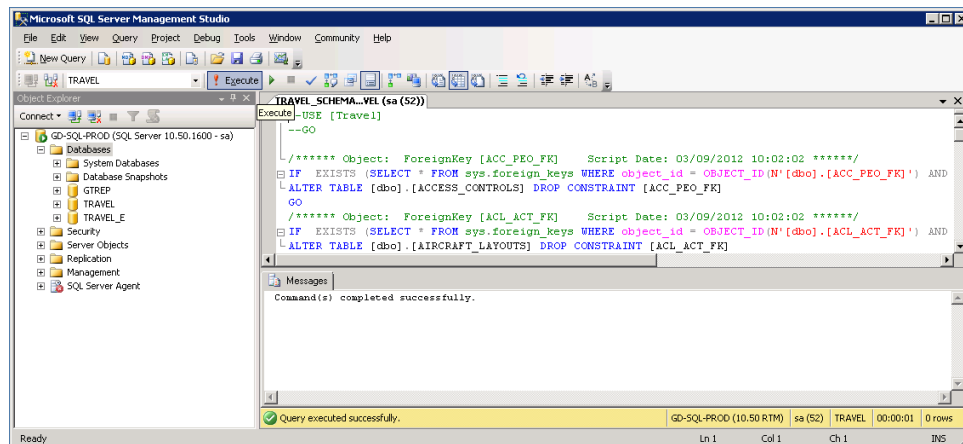 Microsoft SQL Server Management Studio
File Edit View Query Project Debug Tools Window Community Help
New Query
TRAVEL Execute
Object Explorer
TRAVEL_SCHEMA...VEL (sa (52))
Connect
Execute
GD-SQL-PROD (SQL Server 10.50.1600 - sa)
Databases
System Databases
Database Snapshots
GTREP
TRAVEL
TRAVEL_E
Security
Server Objects
Replication
Management
SQL Server Agent
--USE [Travel]
--GO
/****** Object: ForeignKey [ACC_PEO_FK] Script Date: 03/09/2012 10:02:02 ******/
IF EXISTS (SELECT * FROM sys.foreign_keys WHERE object_id = OBJECT_ID(N'[dbo].[ACC_PEO_FK]') AND
ALTER TABLE [dbo].[ACCESS_CONTROLS] DROP CONSTRAINT [ACC_PEO_FK]
GO
/****** Object: ForeignKey [ACL_ACT_FK] Script Date: 03/09/2012 10:02:02 ******/
IF EXISTS (SELECT * FROM sys.foreign_keys WHERE object_id = OBJECT_ID(N'[dbo].[ACL_ACT_FK]') AND
ALTER TABLE [dbo].[AIRCRAFT_LAYOUTS] DROP CONSTRAINT [ACL_ACT_FK]
Messages
Command(s) completed successfully.
Query executed successfully. GD-SQL-PROD (10.50 RTM) sa (52) TRAVEL 00:00:01 0 rows
Ready Ln 1 Col 1 Ch 1 INS